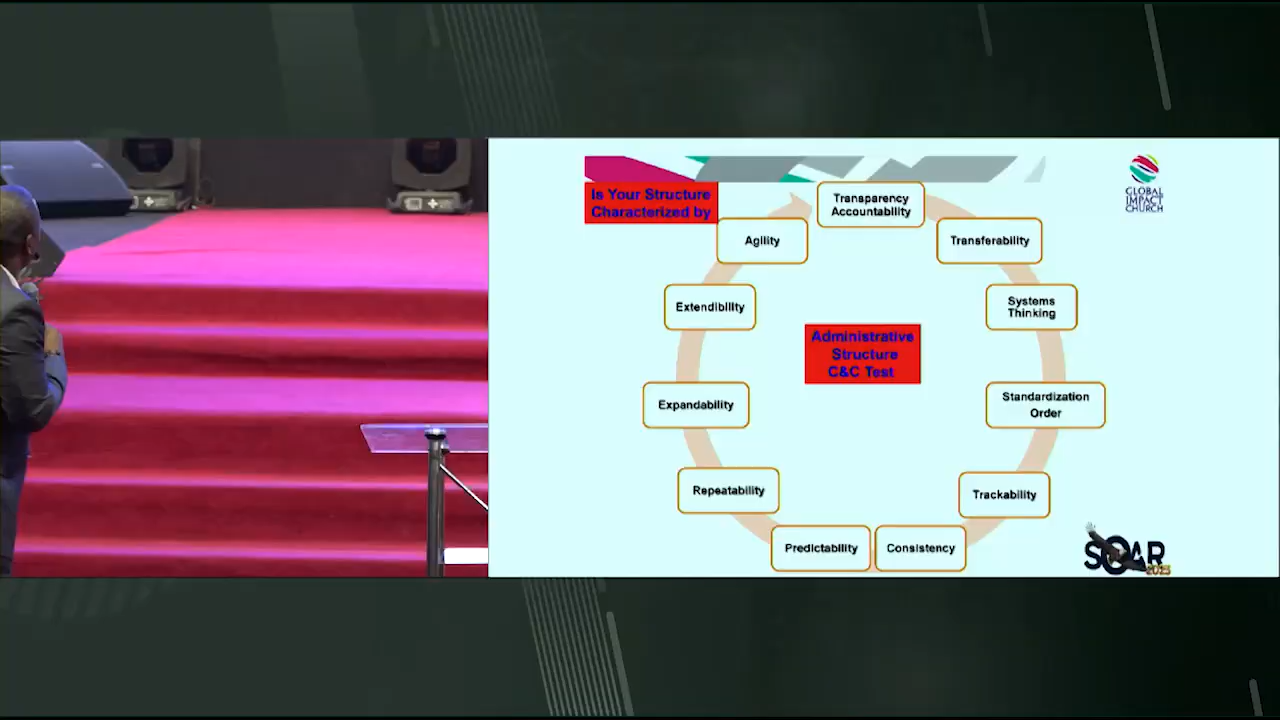 Is Your Structure
Characterized by
Transparency
Accountability
Transferability
Systems
Thinking
Standardization
Order
Trackability
Consistency
Predictability
Repeatability
Expandability
Extendibility
Agility
Administrative
Structure
C&C Test
GLOBAL
IMPACT
CHURCH
SOAR
2023